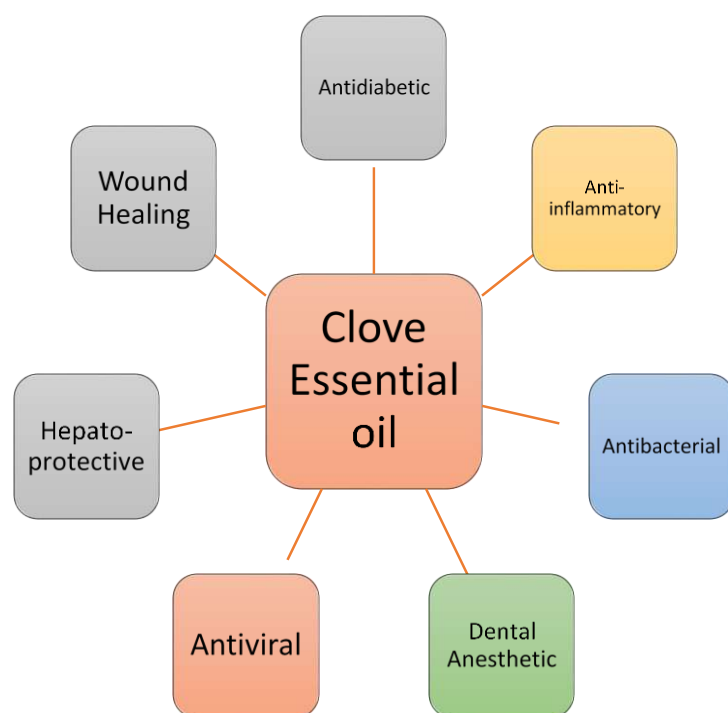 Antidiabetic
Wound
Healing
Anti-
inflammatory
Clove
Essential
oil
Hepato-
protective
Antibacterial
Antiviral
Dental
Anesthetic